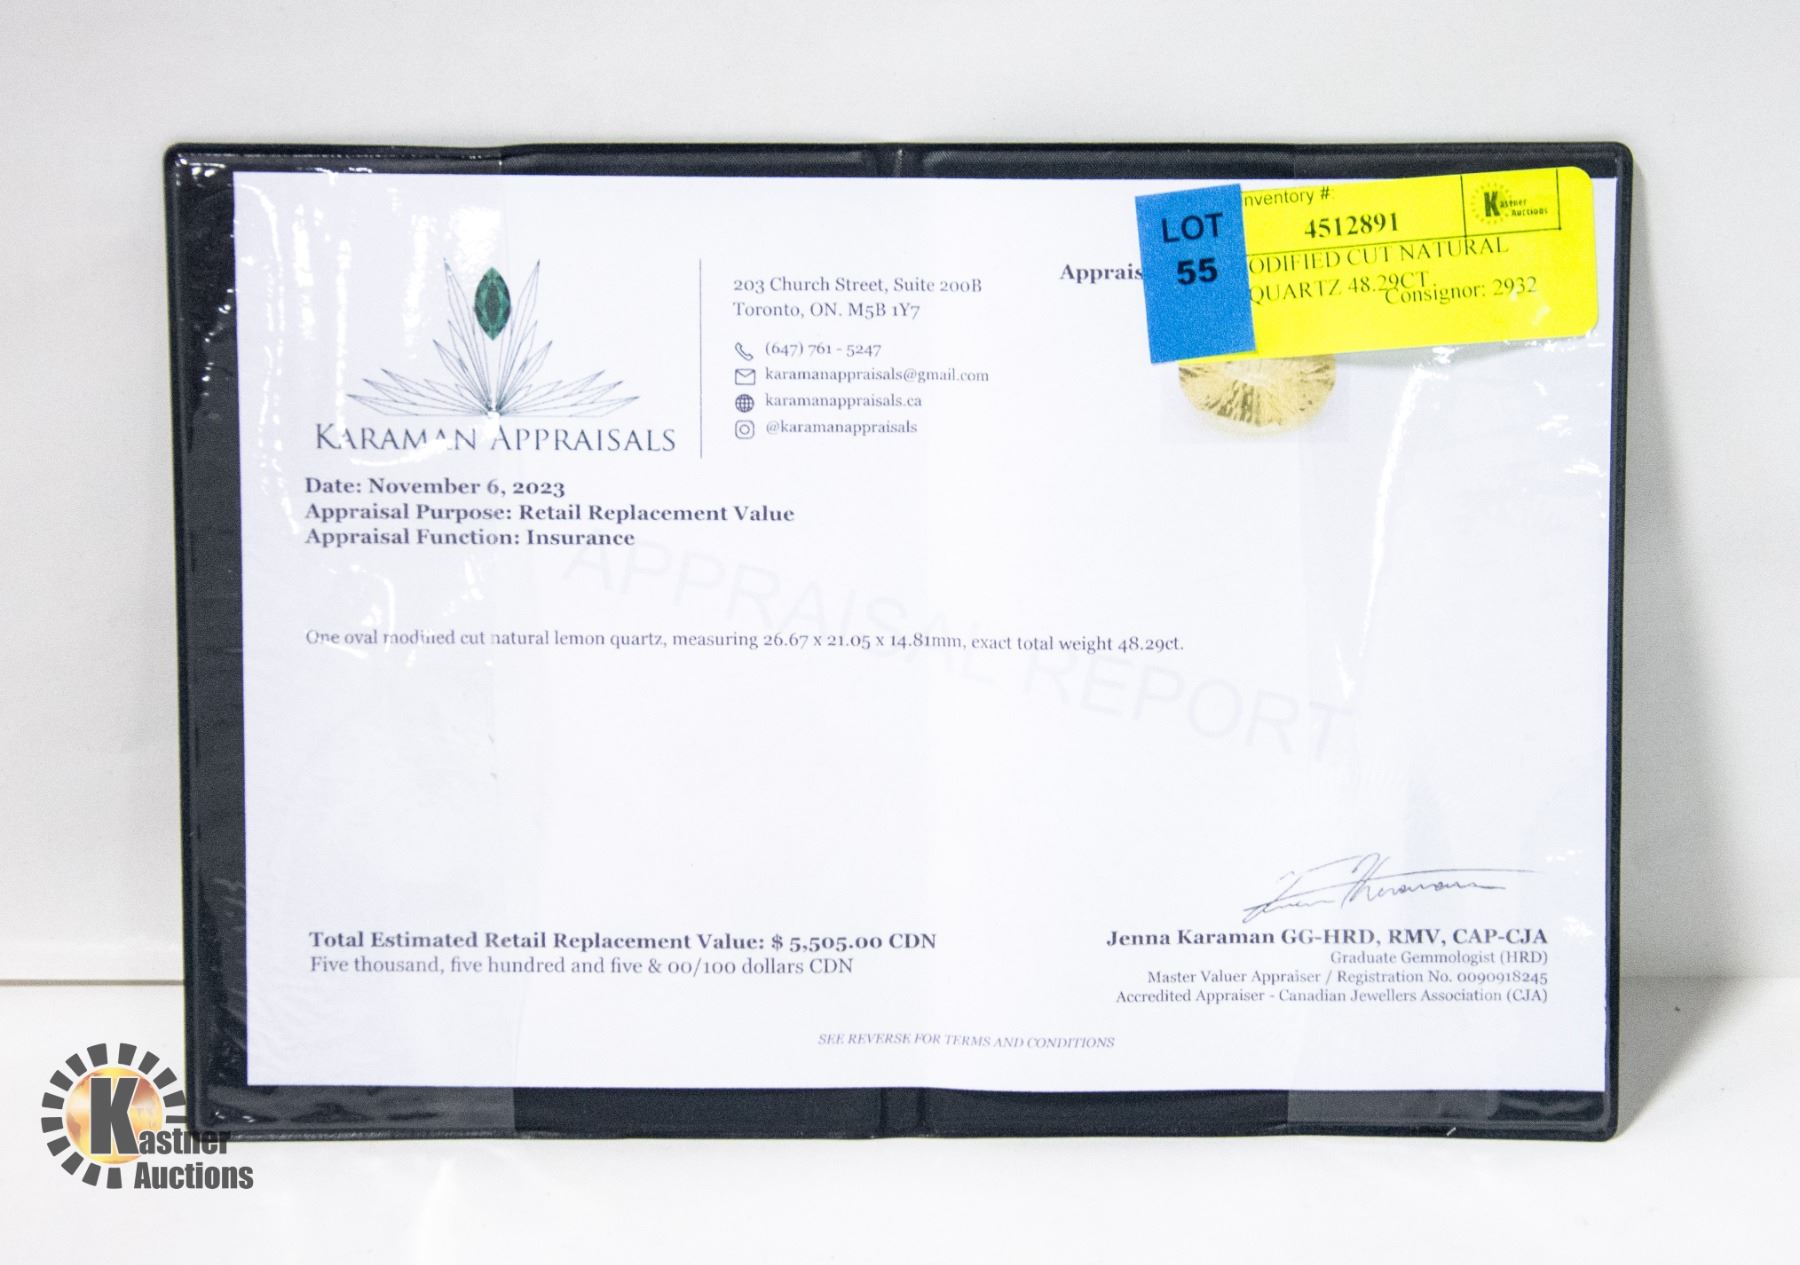 KARAMAN APPRAISALS
203 Church Street, Suite 200B
Toronto, ON. M5B 1Y7
(647) 761 - 5247
karamanappraisals@gmail.com
karamanappraisals.ca
@karamanappraisals
Apprais
LOT
55
nventory #:
4512891
Kastner
Auctions
ODIFIED CUT NATURAL
QUARTZ 48.29CT
Consignor: 2932
Date: November 6, 2023
Appraisal Purpose: Retail Replacement Value
Appraisal Function: Insurance
APPRAISAL REPORT
One oval modified cut natural lemon quartz, measuring 26.67 x 21.05 x 14.81mm, exact total weight 48.29ct.
Total Estimated Retail Replacement Value: $ 5,505.00 CDN
Five thousand, five hundred and five & 00/100 dollars CDN
Jenna Karaman GG-HRD, RMV, CAP-CJA
Graduate Gemmologist (HRD)
Master Valuer Appraiser / Registration No. 0090918245
Accredited Appraiser - Canadian Jewellers Association (CJA)
SEE REVERSE FOR TERMS AND CONDITIONS
Kastner
Auctions